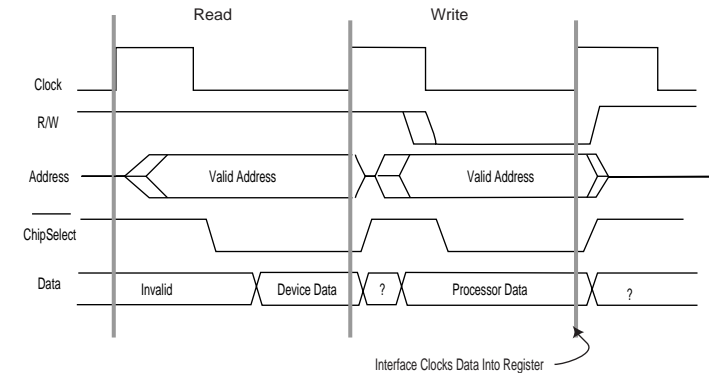 Read Write
Clock
R/W
Address Valid Address Valid Address
ChipSelect
Data Invalid Device Data ? Processor Data ?
Interface Clocks Data Into Register